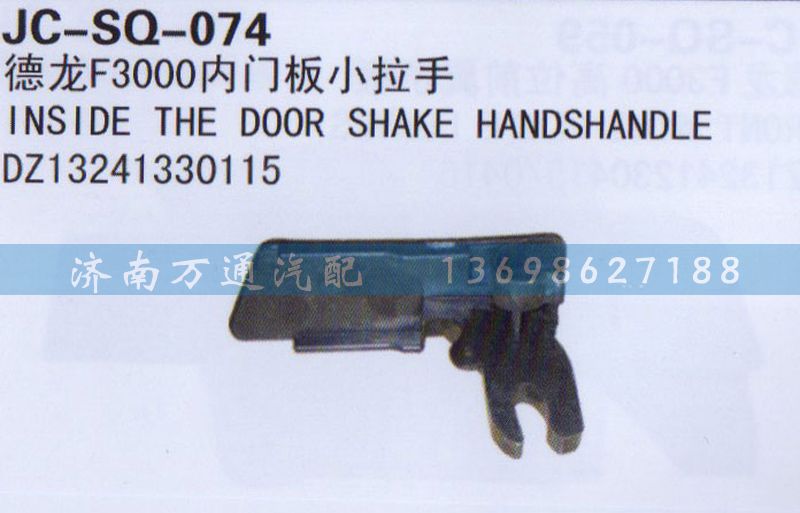 JC-SQ-074
德龙F3000内门板小拉手
INSIDE THE DOOR SHAKE HANDSHANDLE
DZ13241330115
济南万通汽配 13698627188